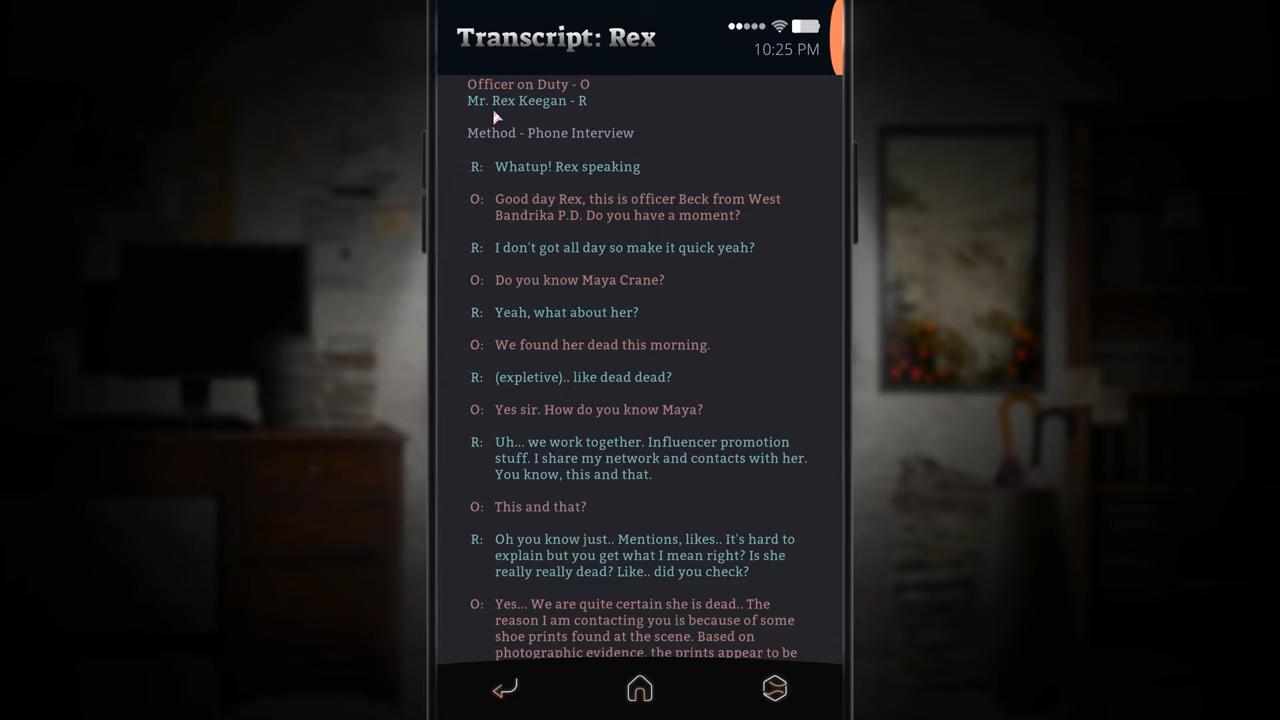 Transcript: Rex
10:25 PM
Officer on Duty - O
Mr. Rex Keegan - R
Method - Phone Interview
R: Whatup! Rex speaking
O: Good day Rex, this is officer Beck from West
Bandrika P.D. Do you have a moment?
R: I don't got all day so make it quick yeah?
O: Do you know Maya Crane?
R: Yeah, what about her?
O: We found her dead this morning.
R: (expletive).. like dead dead?
O: Yes sir. How do you know Maya?
R: Uh... we work together. Influencer promotion
stuff. I share my network and contacts with her.
You know, this and that.
O: This and that?
R: Oh you know just.. Mentions, likes.. It's hard to
explain but you get what I mean right? Is she
really really dead? Like.. did you check?
O: Yes... We are quite certain she is dead.. The
reason I am contacting you is because of some
shoe prints found at the scene. Based on
photographic evidence, the prints appear to be